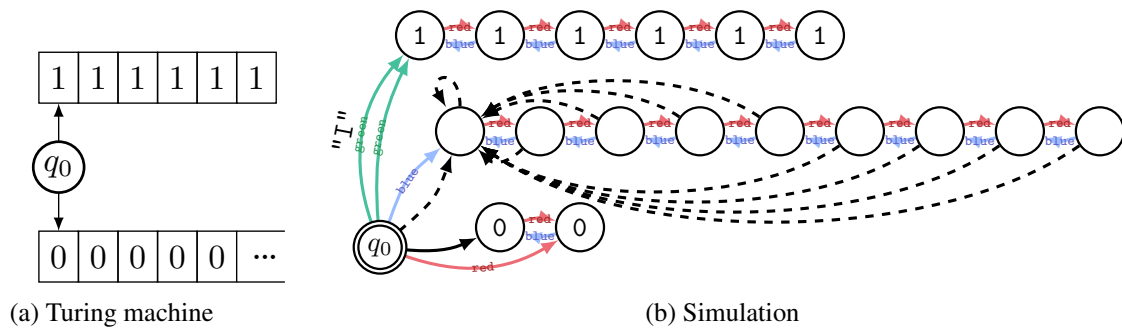 1 1 1 1 1 1
q0
0 0 0 0 0 ...
(a) Turing machine
1 red blue 1 red blue 1 red blue 1 red blue 1 red blue 1
"I"
green
green
red blue red blue red blue red blue red blue red blue red blue red blue
blue
q0
0 red blue 0
red
(b) Simulation